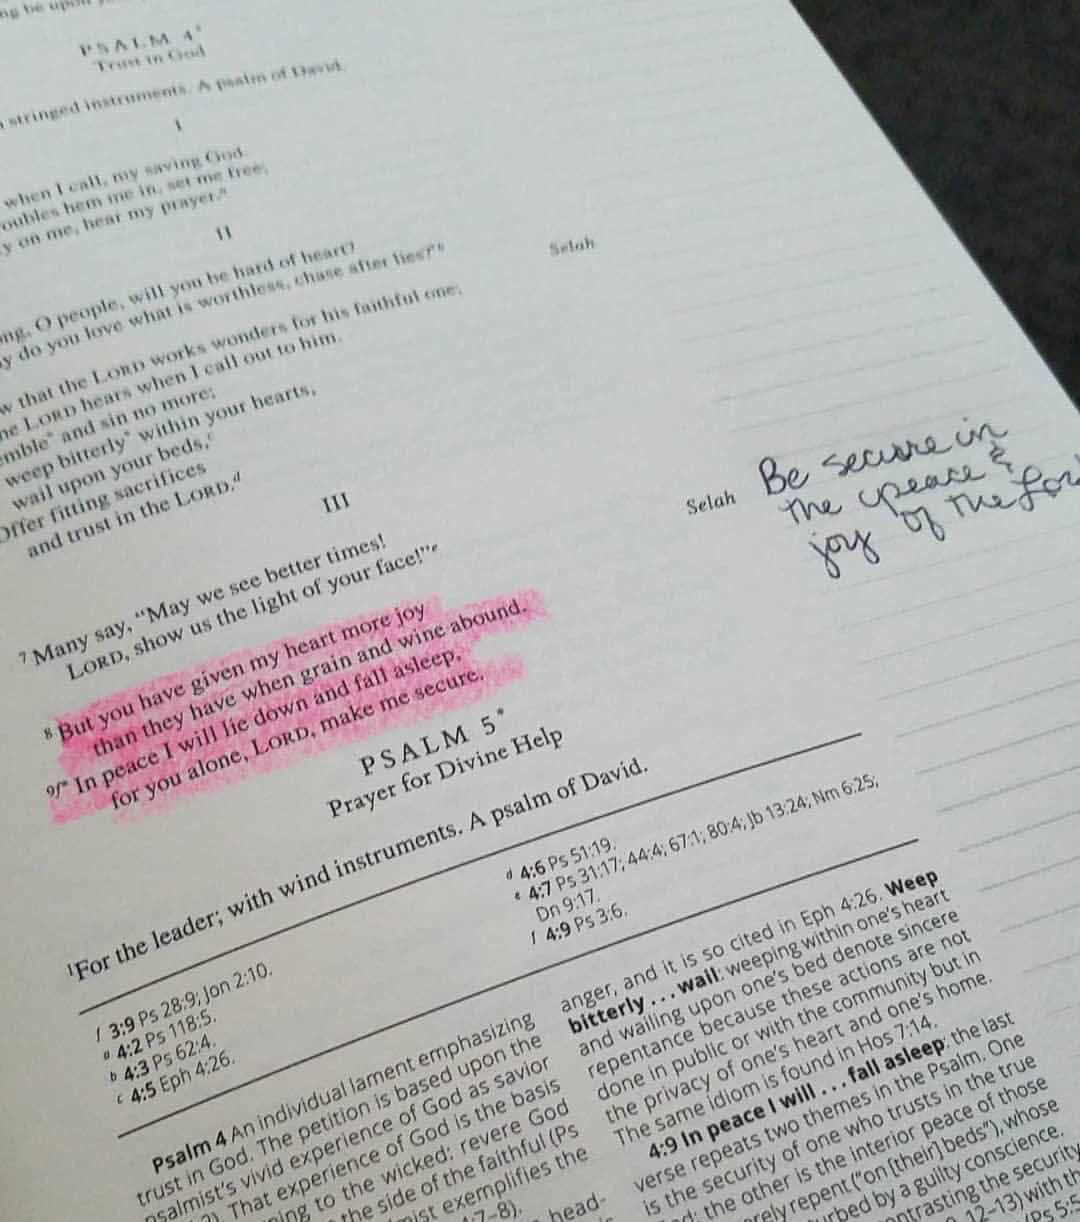 PSALM 4*
Trust in God
stringed instruments. A psalm of David.
I
when I call, my saving God.
hem me in, set me free;
on me, hear my prayer.a
II
O people, will you be hard of heart?
do you love what is worthless, chase after lies?*b
Selah
that the LORD works wonders for his faithful one;
LORD hears when I call out to him.
and sin no more;
weep bitterly* within your hearts,
wail upon your beds,c
Offer fitting sacrifices
and trust in the LORD.d
III
Selah
Be secure in
the peace &
joy of the
7 Many say, “May we see better times!
LORD, show us the light of your face!”*e
8 But you have given my heart more joy
than they have when grain and wine abound.
9f* In peace I will lie down and fall asleep,
for you alone, LORD, make me secure.
PSALM 5*
Prayer for Divine Help
1For the leader; with wind instruments. A psalm of David.
f 3:9 Ps 28:9; Jon 2:10.
a 4:2 Ps 118:5.
b 4:3 Ps 62:4.
c 4:5 Eph 4:26.
d 4:6 Ps 51:19.
e 4:7 Ps 31:17; 44:4; 67:1; 80:4; Jb 13:24; Nm 6:25;
Dn 9:17.
f 4:9 Ps 3:6.
Psalm 4 An individual lament emphasizing
trust in God. The petition is based upon the
vivid experience of God as savior
That experience of God is the basis
to the wicked: revere God
the side of the faithful (Ps
exemplifies the
7–8).
head-
anger, and it is so cited in Eph 4:26. Weep
bitterly . . . wail: weeping within one’s heart
and wailing upon one’s bed denote sincere
repentance because these actions are not
done in public or with the community but in
the privacy of one’s heart and one’s home.
The same idiom is found in Hos 7:14.
4:9 In peace I will . . . fall asleep: the last
verse repeats two themes in the Psalm. One
is the security of one who trusts in the true
the other is the interior peace of those
repent (“on [their] beds”), whose
by a guilty conscience.
the security
12–13) with
(Ps 5:5